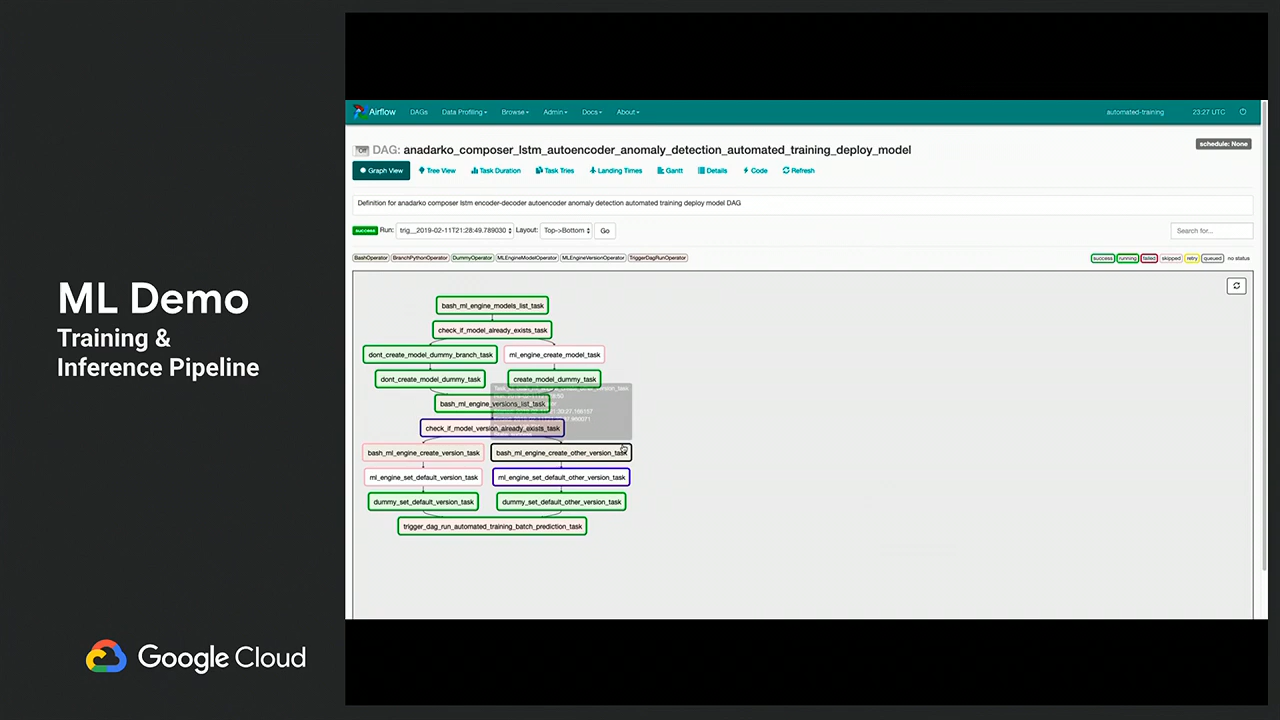 ML Demo
Training &
Inference Pipeline
Google Cloud
Airflow DAGs Data Profiling Browse Admin Docs About automated-training 23:27 UTC
Off DAG: anadarko_composer_lstm_autoencoder_anomaly_detection_automated_training_deploy_model schedule: None
Graph View Tree View Task Duration Task Tries Landing Times Gantt Details Code Refresh
Definition for anadarko composer lstm encoder-decoder autoencoder anomaly detection automated training deploy model DAG
success Run: trig__2019-02-11T21:28:49.789030 Layout: Top->Bottom Go Search for...
BashOperator BranchPythonOperator DummyOperator MLEngineModelOperator MLEngineVersionOperator TriggerDagRunOperator success running failed skipped retry queued no status
bash_ml_engine_models_list_task
check_if_model_already_exists_task
dont_create_model_dummy_branch_task ml_engine_create_model_task
dont_create_model_dummy_task create_model_dummy_task
bash_ml_engine_versions_list_task
check_if_model_version_already_exists_task
bash_ml_engine_create_version_task bash_ml_engine_create_other_version_task
ml_engine_set_default_version_task ml_engine_set_default_other_version_task
dummy_set_default_version_task dummy_set_default_other_version_task
trigger_dag_run_automated_training_batch_prediction_task